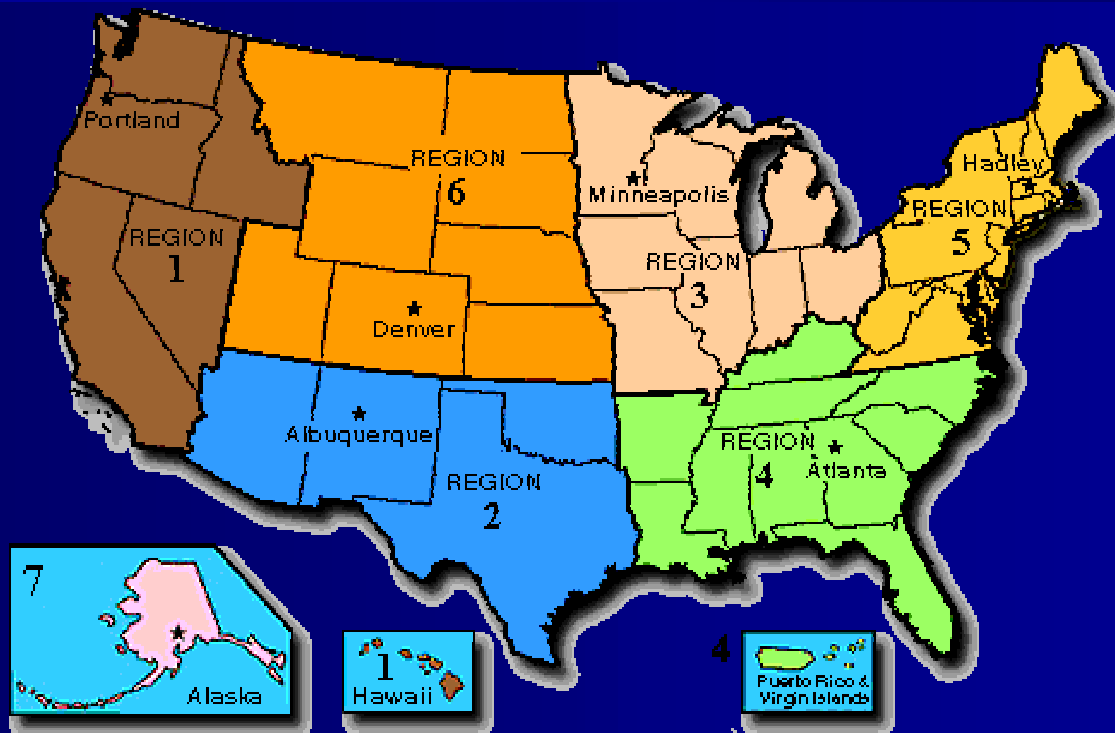 Portland
REGION
6
Hadley
Minneapolis
REGION
5
REGION
1
REGION
3
Denver
Albuquerque
REGION
4
Atlanta
REGION
2
7
Alaska
1
Hawaii
4
Puerto Rico &
Virgin Islands